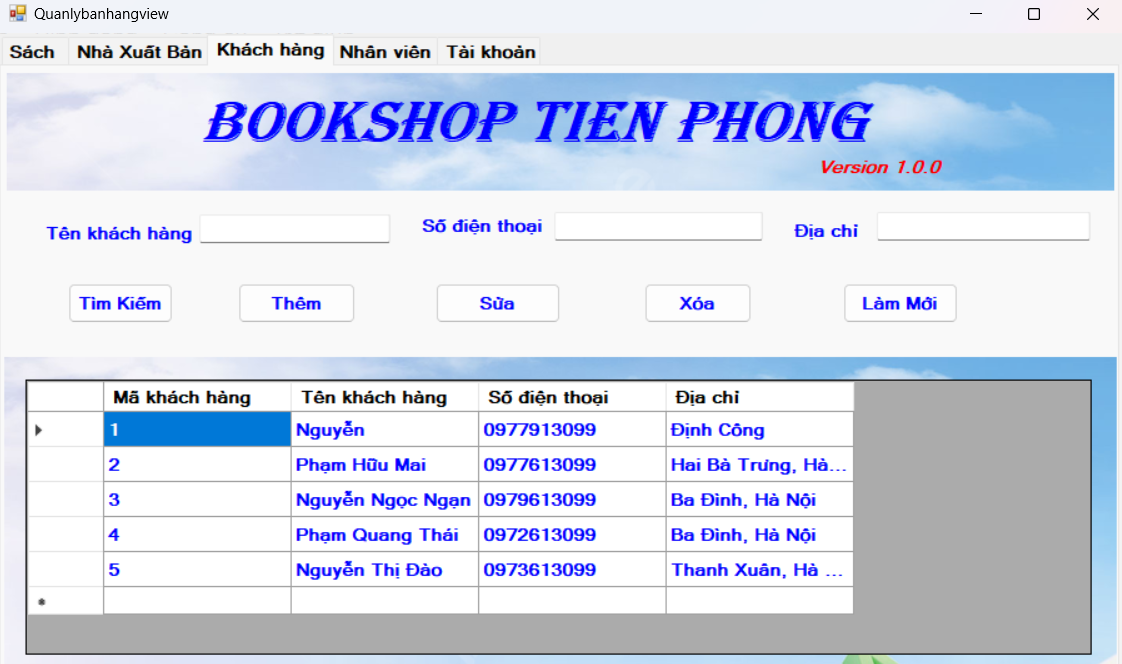 Quanlybanhangview
Sách Nhà Xuất Bản Khách hàng Nhân viên Tài khoản
BOOKSHOP TIEN PHONG
Version 1.0.0
Tên khách hàng Số điện thoại Địa chỉ
Tìm Kiếm Thêm Sửa Xóa Làm Mới
Mã khách hàng Tên khách hàng Số điện thoại Địa chỉ
1 Nguyễn 0977913099 Định Công
2 Phạm Hữu Mai 0977613099 Hai Bà Trưng, Hà...
3 Nguyễn Ngọc Ngạn 0979613099 Ba Đình, Hà Nội
4 Phạm Quang Thái 0972613099 Ba Đình, Hà Nội
5 Nguyễn Thị Đào 0973613099 Thanh Xuân, Hà ...